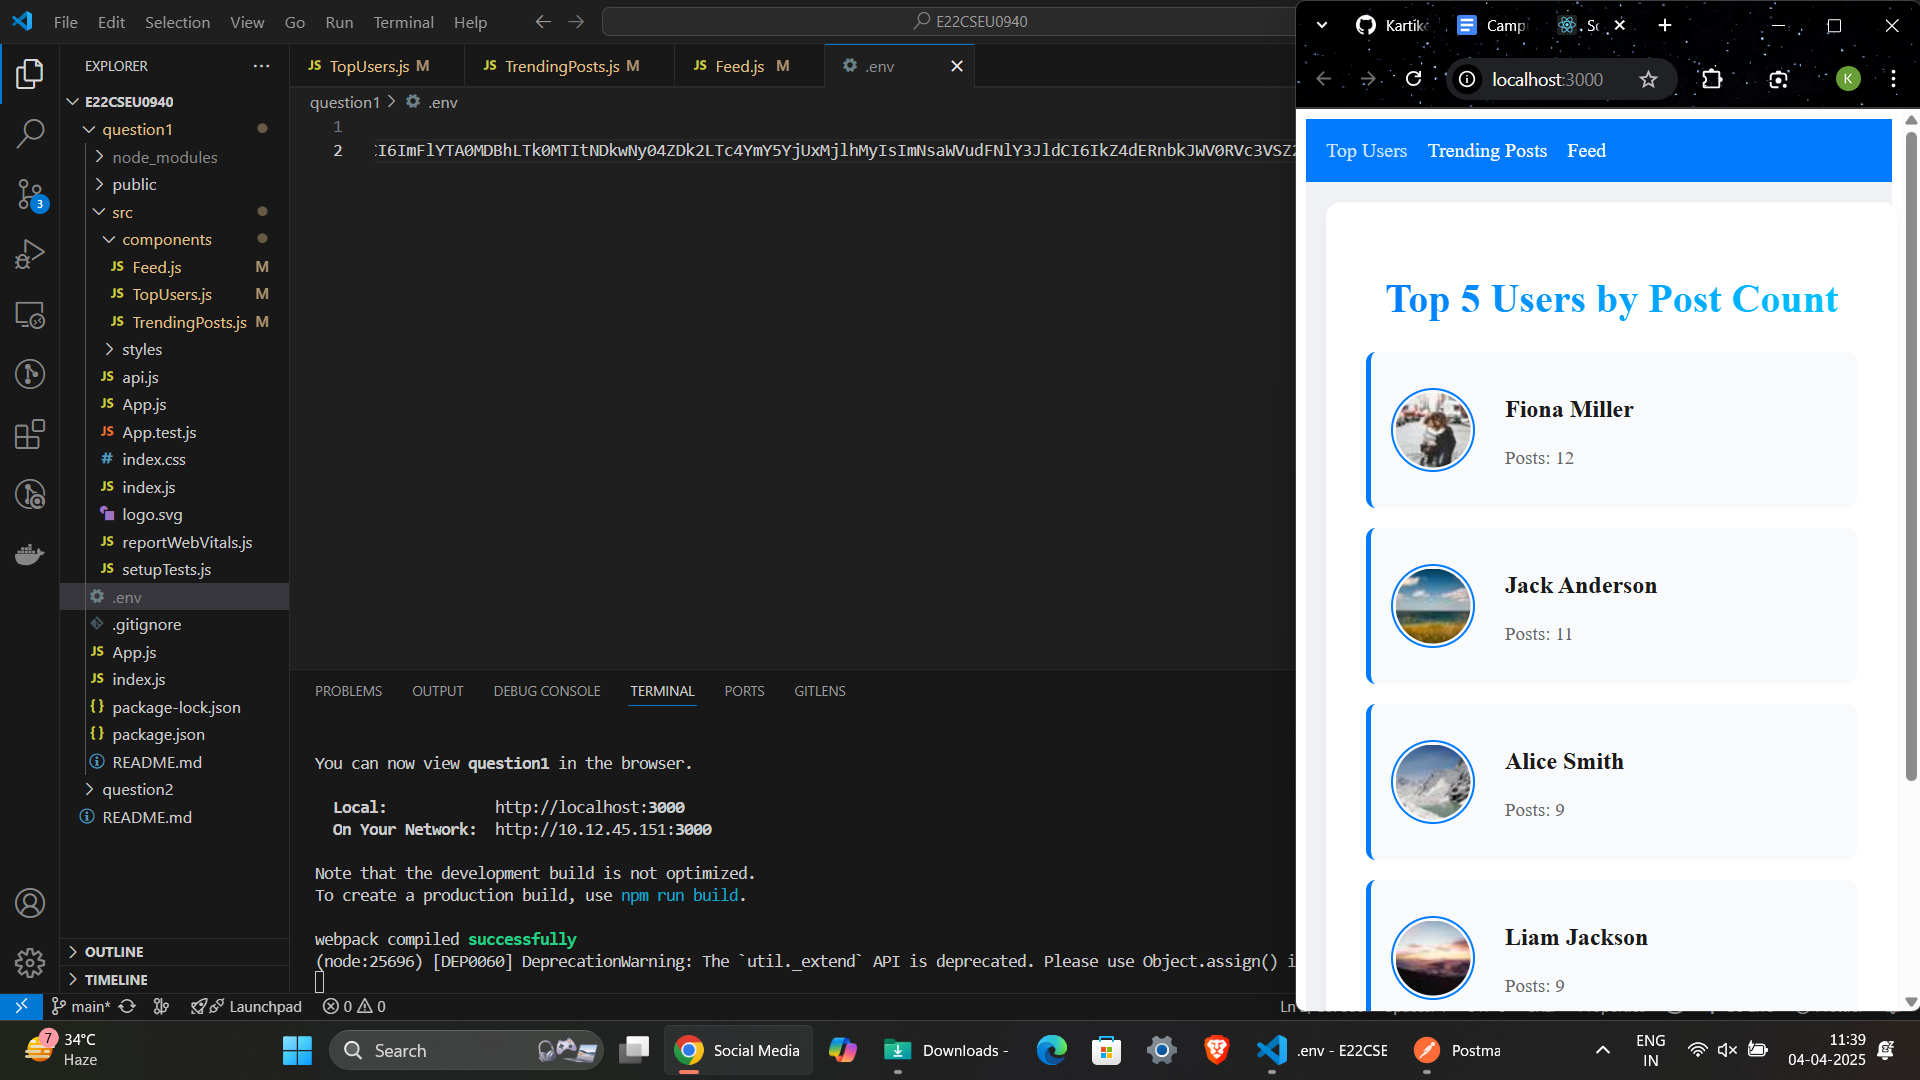 File Edit Selection View Go Run Terminal Help
E22CSEU0940
EXPLORER
E22CSEU0940
question1
node_modules
public
src
components
JS Feed.js M
JS TopUsers.js M
JS TrendingPosts.js M
styles
JS api.js
JS App.js
JS App.test.js
# index.css
JS index.js
logo.svg
JS reportWebVitals.js
JS setupTests.js
.env
.gitignore
JS App.js
JS index.js
{} package-lock.json
{} package.json
README.md
question2
README.md
OUTLINE
TIMELINE
3
JS TopUsers.js M
JS TrendingPosts.js M
JS Feed.js M
.env
question1 > .env
1
2
PROBLEMS OUTPUT DEBUG CONSOLE TERMINAL PORTS GITLENS
You can now view question1 in the browser.
Local: http://localhost:3000
On Your Network: http://10.12.45.151:3000
Note that the development build is not optimized.
To create a production build, use npm run build.
webpack compiled successfully
(node:25696) [DEP0060] DeprecationWarning: The `util._extend` API is deprecated. Please use Object.assign() i
main* Launchpad 0 0
Kartik
Camp
localhost:3000
K
Top Users Trending Posts Feed
Top 5 Users by Post Count
Fiona Miller
Posts: 12
Jack Anderson
Posts: 11
Alice Smith
Posts: 9
Liam Jackson
Posts: 9
7
34°C
Haze
Search
Social Media
Downloads -
.env - E22CSE
Postma
ENG
IN
11:39
04-04-2025